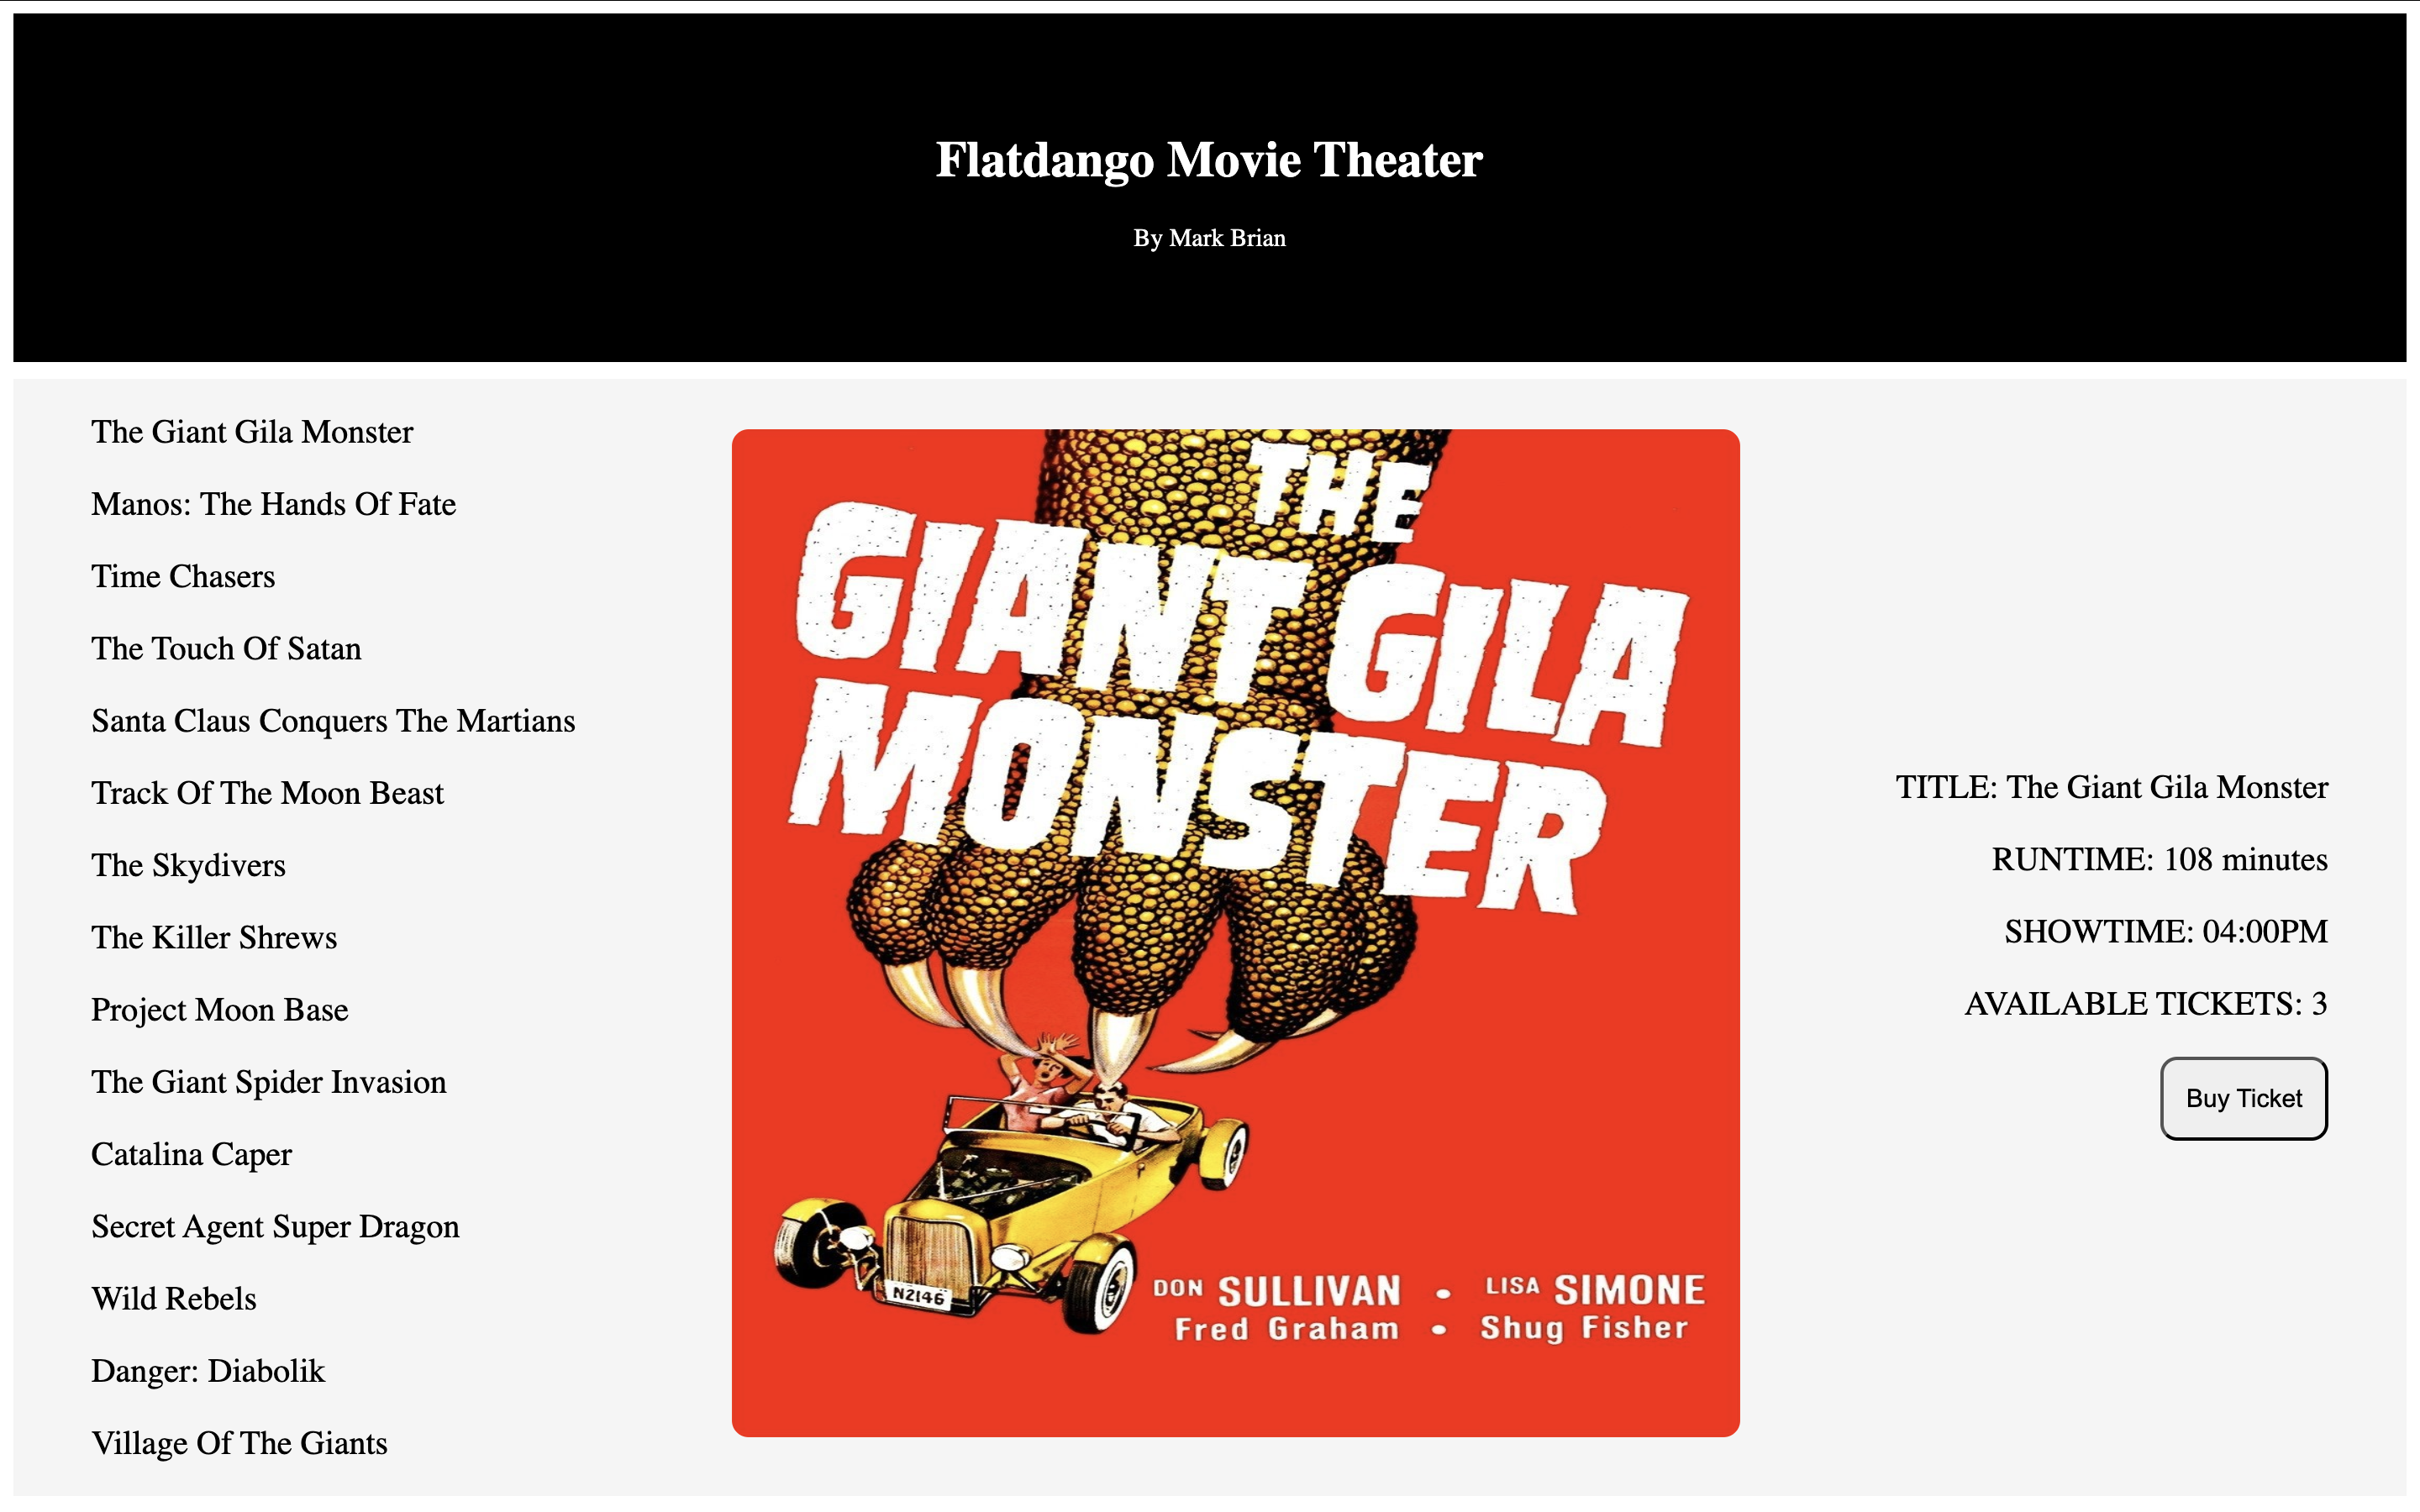 Flatdango Movie Theater
By Mark Brian
The Giant Gila Monster
Manos: The Hands Of Fate
Time Chasers
The Touch Of Satan
Santa Claus Conquers The Martians
Track Of The Moon Beast
The Skydivers
The Killer Shrews
Project Moon Base
The Giant Spider Invasion
Catalina Caper
Secret Agent Super Dragon
Wild Rebels
Danger: Diabolik
Village Of The Giants
THE
GIANT GILA
MONSTER
N2146
DON SULLIVAN • LISA SIMONE
Fred Graham • Shug Fisher
TITLE: The Giant Gila Monster
RUNTIME: 108 minutes
SHOWTIME: 04:00PM
AVAILABLE TICKETS: 3
Buy Ticket